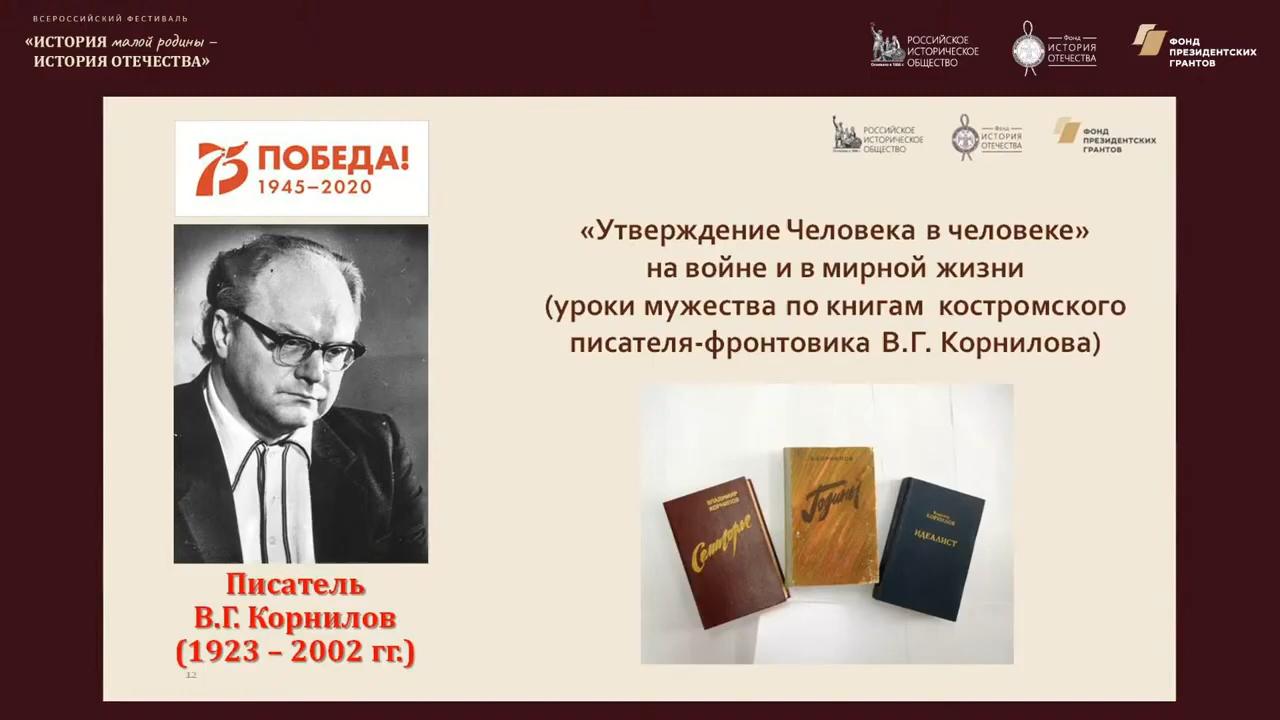 ВСЕРОССИЙСКИЙ ФЕСТИВАЛЬ
«ИСТОРИЯ малой родины –
ИСТОРИЯ ОТЕЧЕСТВА»
РОССИЙСКОЕ
ИСТОРИЧЕСКОЕ
ОБЩЕСТВО
Фонд
ИСТОРИЯ
ОТЕЧЕСТВА
ФОНД
ПРЕЗИДЕНТСКИХ
ГРАНТОВ
75 ПОБЕДА!
1945–2020
РОССИЙСКОЕ
ИСТОРИЧЕСКОЕ
ОБЩЕСТВО
Фонд
ИСТОРИЯ
ОТЕЧЕСТВА
ФОНД
ПРЕЗИДЕНТСКИХ
ГРАНТОВ
«Утверждение Человека в человеке»
на войне и в мирной жизни
(уроки мужества по книгам костромского
писателя-фронтовика В.Г. Корнилова)
ВЛАДИМИР
КОРНИЛОВ
Семигорье
Годины
КОРНИЛОВ
ИДЕАЛИСТ
Писатель
В.Г. Корнилов
(1923 – 2002 гг.)
12